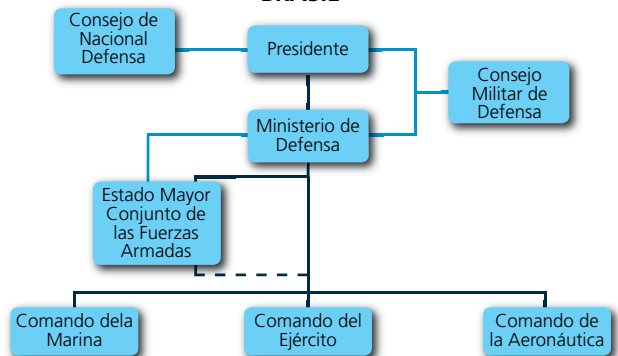 BRASIL
Consejo de
Nacional
Defensa
Presidente
Consejo
Militar de
Defensa
Ministerio de
Defensa
Estado Mayor
Conjunto de
las Fuerzas
Armadas
Comando dela
Marina
Comando del
Ejército
Comando de
la Aeronáutica